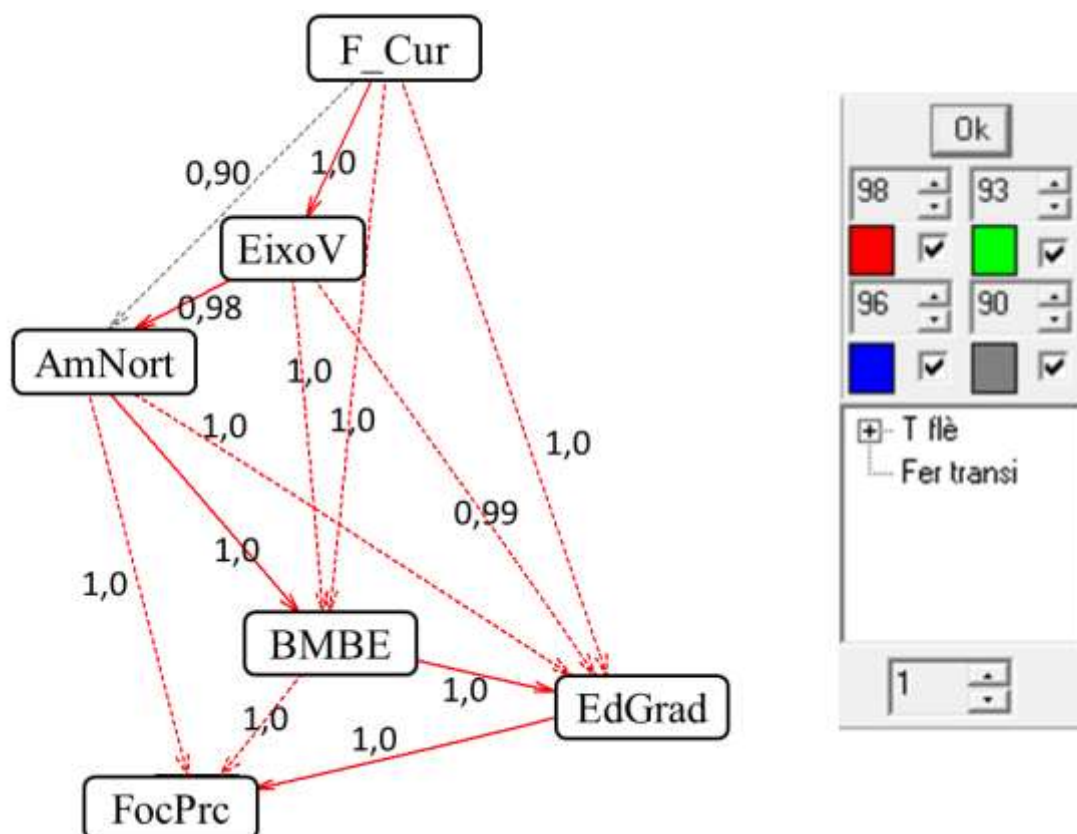 F_Cur
0,90
1,0
EixoV
0,98
AmNort
1,0
1,0
1,0
1,0
0,99
1,0
1,0
BMBE
1,0
EdGrad
1,0
1,0
FocPrc
Ok
98 93
96 90
T flè
Fer transi
1